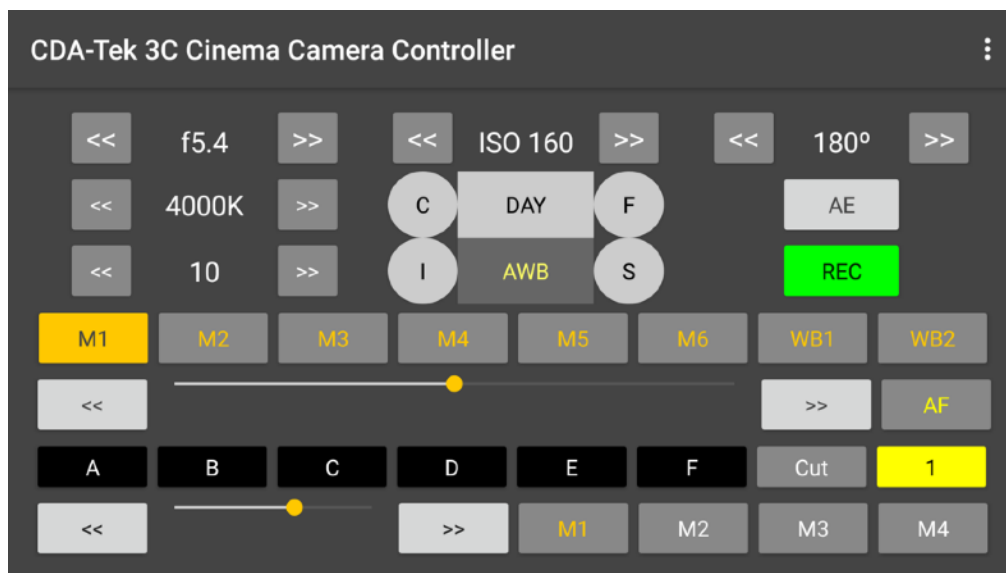 CDA-Tek 3C Cinema Camera Controller
<< f5.4 >> << ISO 160 >> << 180º >>
<< 4000K >> C DAY F AE
<< 10 >> I AWB S REC
M1 M2 M3 M4 M5 M6 WB1 WB2
<< >> AF
A B C D E F Cut 1
<< >> M1 M2 M3 M4